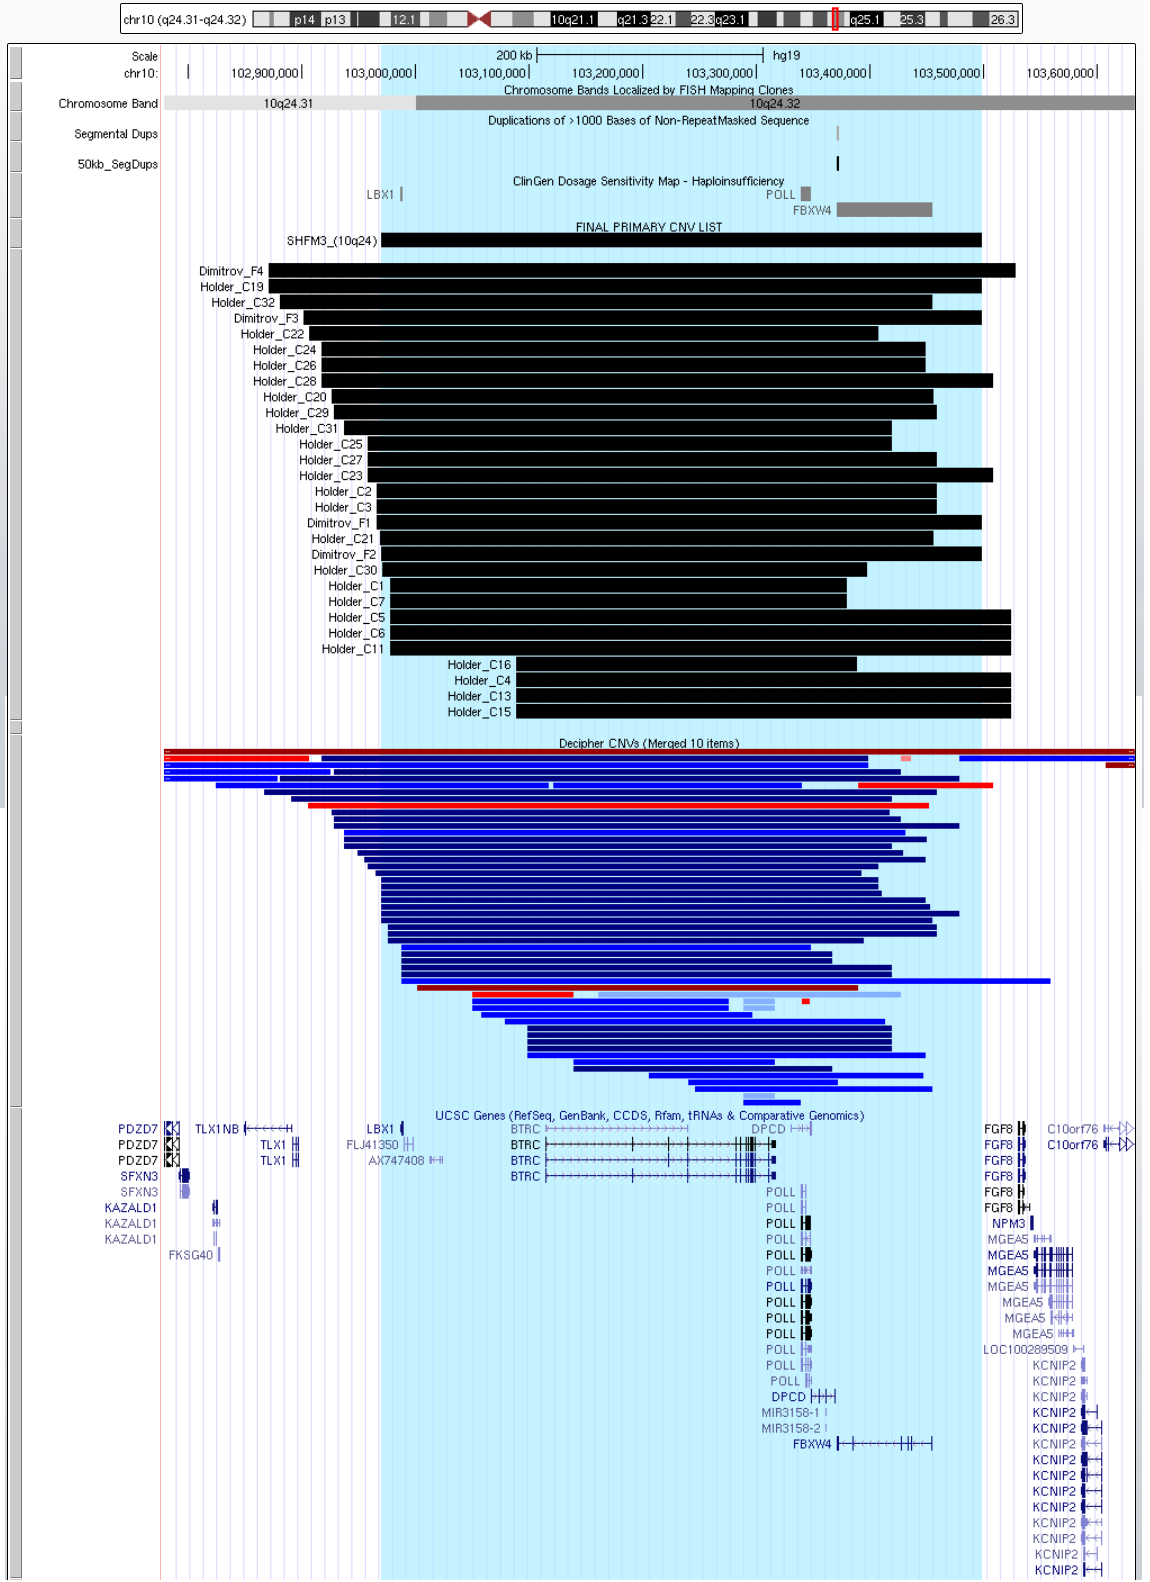 chr10 (q24.31-q24.32) p14 p13 12.1 10q21.1 q21.3 22.1 22.3 q23.1 q25.1 25.3 26.3
Scale 200 kb hg19
chr10: 102,900,000 103,000,000 103,100,000 103,200,000 103,300,000 103,400,000 103,500,000 103,600,000
Chromosome Bands Localized by FISH Mapping Clones
Chromosome Band 10q24.31 10q24.32
Duplications of >1000 Bases of Non-RepeatMasked Sequence
Segmental Dups
50kb_SegDups
ClinGen Dosage Sensitivity Map - Haploinsufficiency
LBX1 POLL
FBXW4
FINAL PRIMARY CNV LIST
SHFM3_(10q24)
Dimitrov_F4
Holder_C19
Holder_C32
Dimitrov_F3
Holder_C22
Holder_C24
Holder_C26
Holder_C28
Holder_C20
Holder_C29
Holder_C31
Holder_C25
Holder_C27
Holder_C23
Holder_C2
Holder_C3
Dimitrov_F1
Holder_C21
Dimitrov_F2
Holder_C30
Holder_C1
Holder_C7
Holder_C5
Holder_C6
Holder_C11
Holder_C16
Holder_C4
Holder_C13
Holder_C15
Decipher CNVs (Merged 10 items)
UCSC Genes (RefSeq, GenBank, CCDS, Rfam, tRNAs & Comparative Genomics)
PDZD7 TLX1NB LBX1 BTRC DPCD FGF8 C10orf76
PDZD7 TLX1 FLJ41350 BTRC FGF8 C10orf76
PDZD7 TLX1 AX747408 BTRC FGF8
SFXN3 BTRC FGF8
SFXN3 POLL FGF8
KAZALD1 POLL FGF8
KAZALD1 POLL NPM3
KAZALD1 POLL MGEA5
FKSG40 POLL MGEA5
POLL MGEA5
POLL MGEA5
POLL MGEA5
POLL MGEA5
POLL MGEA5
POLL LOC100289509
POLL KCNIP2
POLL KCNIP2
DPCD KCNIP2
MIR3158-1 KCNIP2
MIR3158-2 KCNIP2
FBXW4 KCNIP2
KCNIP2
KCNIP2
KCNIP2
KCNIP2
KCNIP2
KCNIP2
KCNIP2
KCNIP2